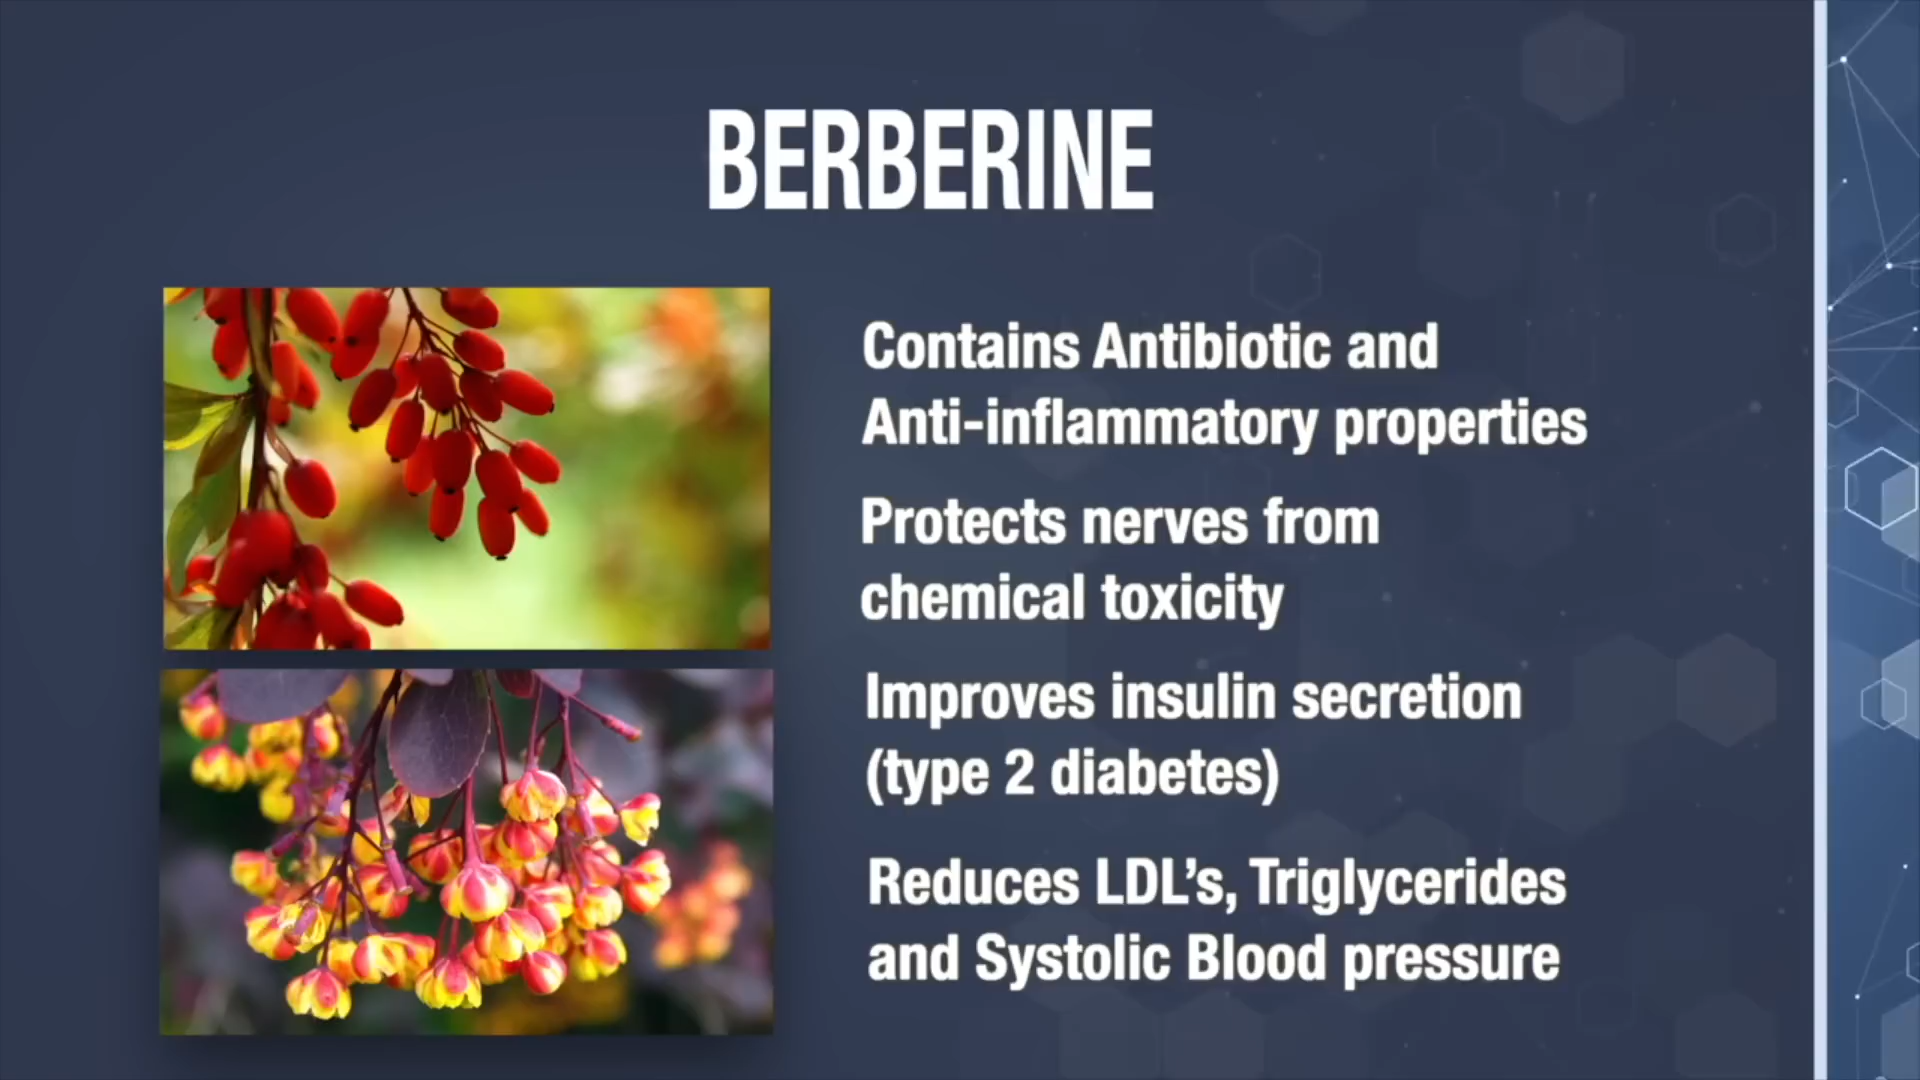 BERBERINE
Contains Antibiotic and
Anti-inflammatory properties
Protects nerves from
chemical toxicity
Improves insulin secretion
(type 2 diabetes)
Reduces LDL’s, Triglycerides
and Systolic Blood pressure